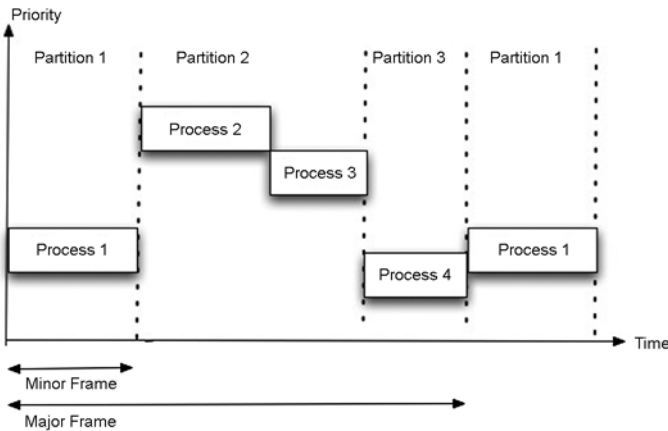 Priority
Partition 1
Partition 2
Partition 3
Partition 1
Process 2
Process 3
Process 1
Process 1
Process 4
Time
Minor Frame
Major Frame